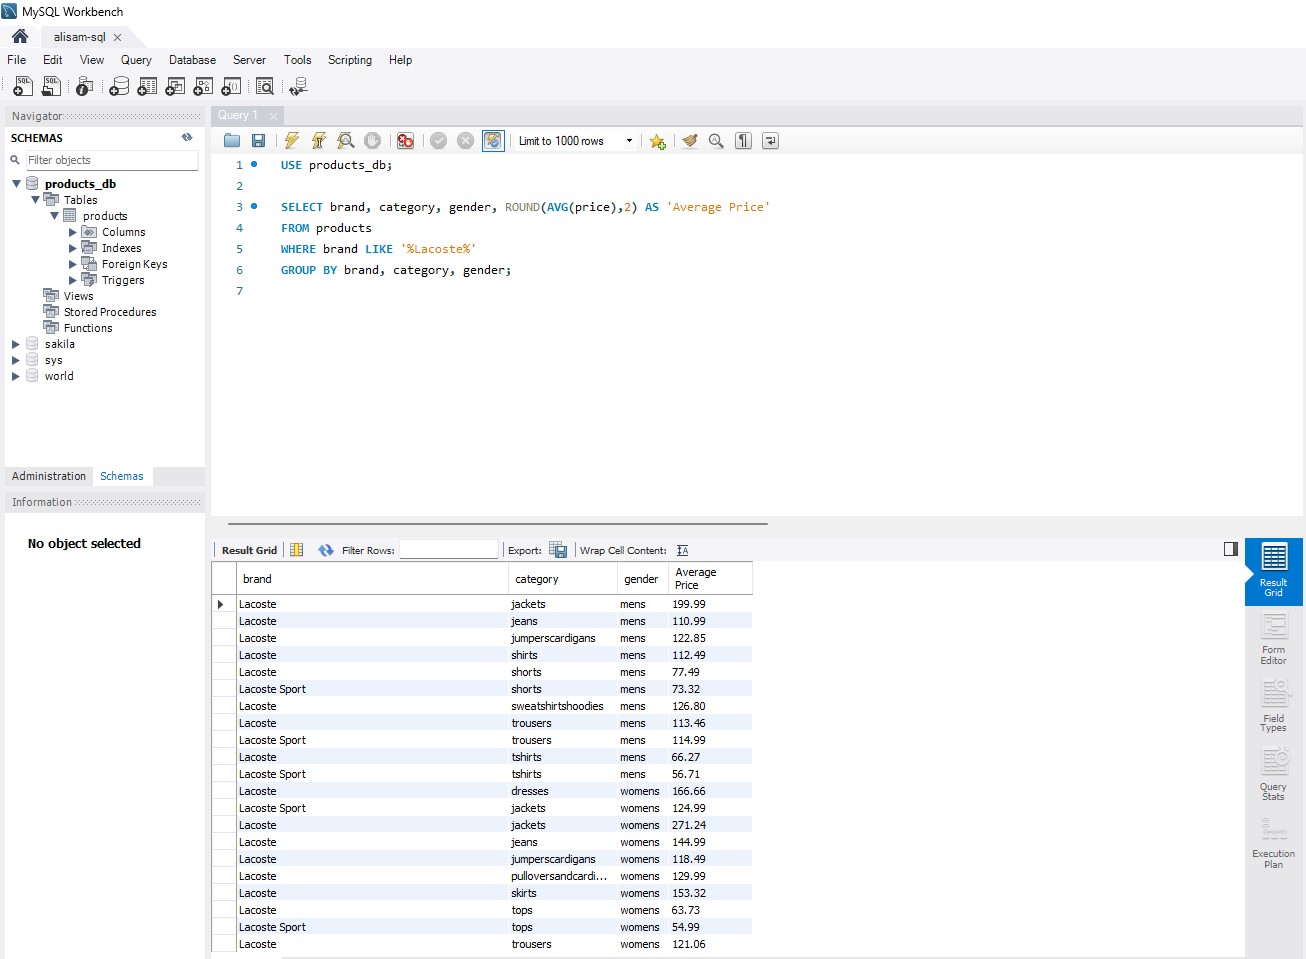 MySQL Workbench
alisam-sql
File Edit View Query Database Server Tools Scripting Help
Navigator
SCHEMAS
Filter objects
products_db
Tables
products
Columns
Indexes
Foreign Keys
Triggers
Views
Stored Procedures
Functions
sakila
sys
world
Administration Schemas
Information
No object selected
Query 1
Limit to 1000 rows
1 USE products_db;
2
3 SELECT brand, category, gender, ROUND(AVG(price),2) AS 'Average Price'
4 FROM products
5 WHERE brand LIKE '%Lacoste%'
6 GROUP BY brand, category, gender;
7
Result Grid Filter Rows: Export: Wrap Cell Content:
brand category gender Average Price
Lacoste jackets mens 199.99
Lacoste jeans mens 110.99
Lacoste jumperscardigans mens 122.85
Lacoste shirts mens 112.49
Lacoste shorts mens 77.49
Lacoste Sport shorts mens 73.32
Lacoste sweatshirtshoodies mens 126.80
Lacoste trousers mens 113.46
Lacoste Sport trousers mens 114.99
Lacoste tshirts mens 66.27
Lacoste Sport tshirts mens 56.71
Lacoste dresses womens 166.66
Lacoste Sport jackets womens 124.99
Lacoste jackets womens 271.24
Lacoste jeans womens 144.99
Lacoste jumperscardigans womens 118.49
Lacoste pulloversandcardi... womens 129.99
Lacoste skirts womens 153.32
Lacoste tops womens 63.73
Lacoste Sport tops womens 54.99
Lacoste trousers womens 121.06
Result
Grid
Form
Editor
Field
Types
Query
Stats
Execution
Plan